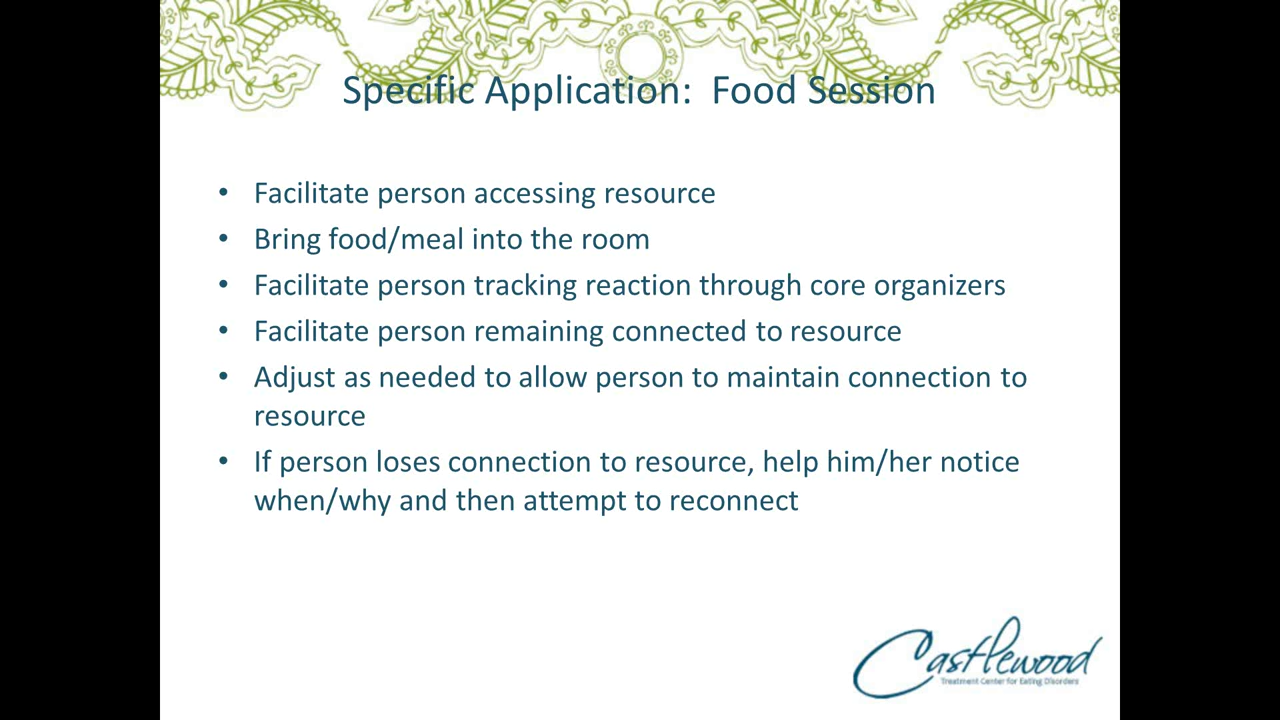 Specific Application:  Food Session
• Facilitate person accessing resource
• Bring food/meal into the room
• Facilitate person tracking reaction through core organizers
• Facilitate person remaining connected to resource
• Adjust as needed to allow person to maintain connection to
resource
• If person loses connection to resource, help him/her notice
when/why and then attempt to reconnect
Castlewood
Treatment Center for Eating Disorders